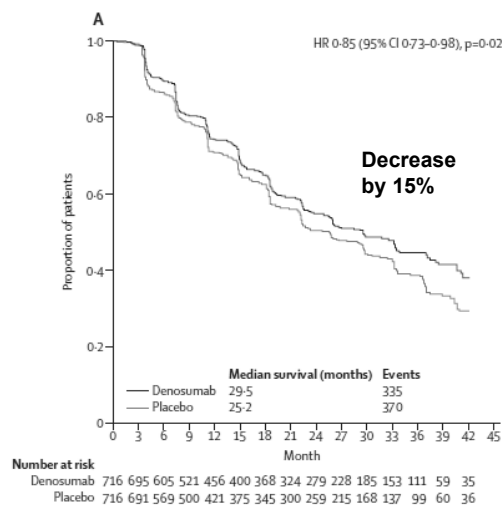 A
HR 0·85 (95% CI 0·73–0·98), p=0·02
1·0
0·8
0·6
0·4
0·2
0
Proportion of patients
Decrease
by 15%
Median survival (months) Events
Denosumab 29·5 335
Placebo 25·2 370
0 3 6 9 12 15 18 21 24 27 30 33 36 39 42 45
Month
Number at risk
Denosumab 716 695 605 521 456 400 368 324 279 228 185 153 111 59 35
Placebo 716 691 569 500 421 375 345 300 259 215 168 137 99 60 36